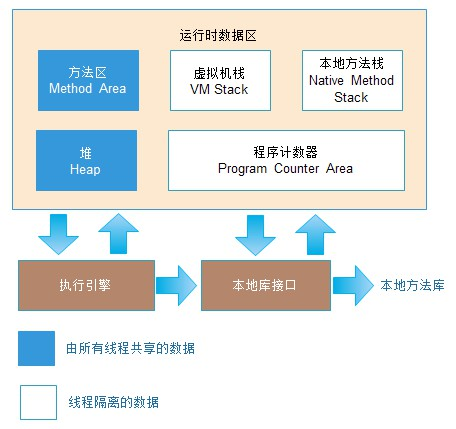 运行时数据区
方法区
Method Area
虚拟机栈
VM Stack
本地方法栈
Native Method
Stack
堆
Heap
程序计数器
Program Counter Area
执行引擎
本地库接口
本地方法库
由所有线程共享的数据
线程隔离的数据